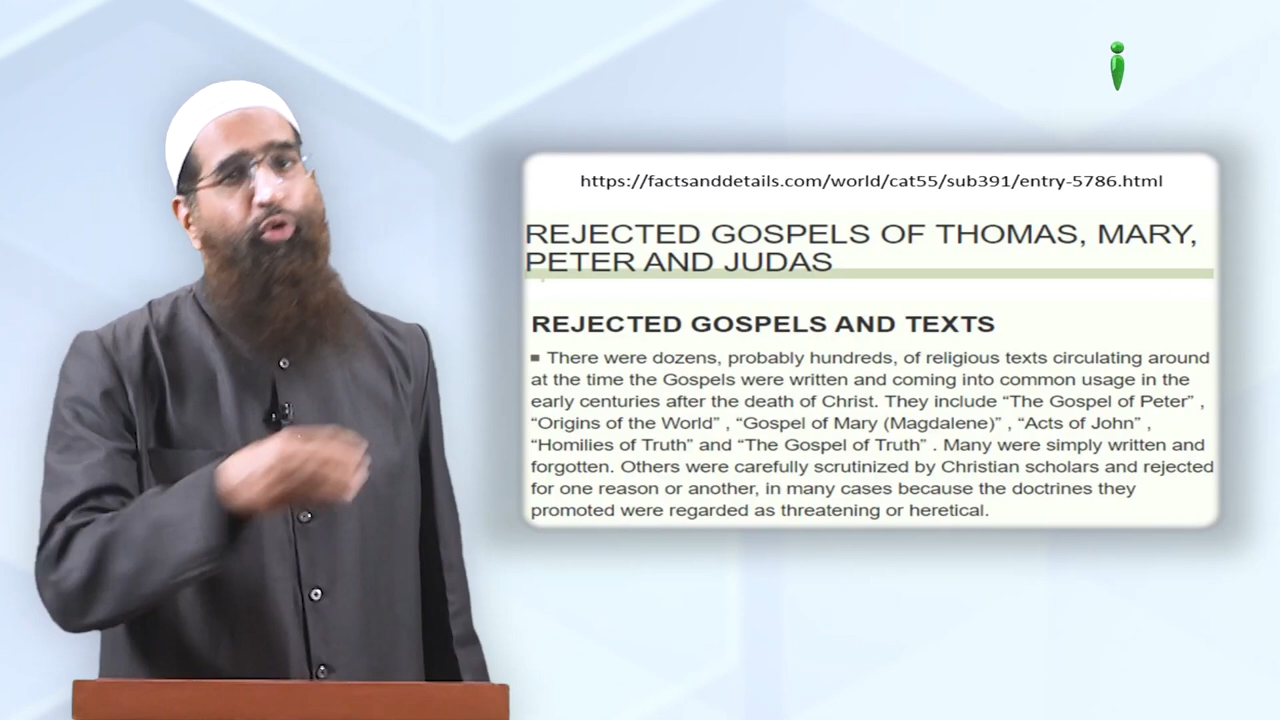 https://factsanddetails.com/world/cat55/sub391/entry-5786.html
REJECTED GOSPELS OF THOMAS, MARY,
PETER AND JUDAS
REJECTED GOSPELS AND TEXTS
■ There were dozens, probably hundreds, of religious texts circulating around
at the time the Gospels were written and coming into common usage in the
early centuries after the death of Christ. They include “The Gospel of Peter” ,
“Origins of the World” , “Gospel of Mary (Magdalene)” , “Acts of John” ,
“Homilies of Truth” and “The Gospel of Truth” . Many were simply written and
forgotten. Others were carefully scrutinized by Christian scholars and rejected
for one reason or another, in many cases because the doctrines they
promoted were regarded as threatening or heretical.